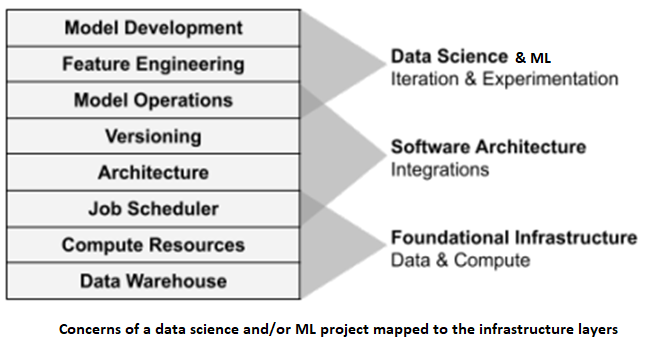 Model Development
Feature Engineering
Model Operations
Versioning
Architecture
Job Scheduler
Compute Resources
Data Warehouse
Data Science & ML
Iteration & Experimentation
Software Architecture
Integrations
Foundational Infrastructure
Data & Compute
Concerns of a data science and/or ML project mapped to the infrastructure layers